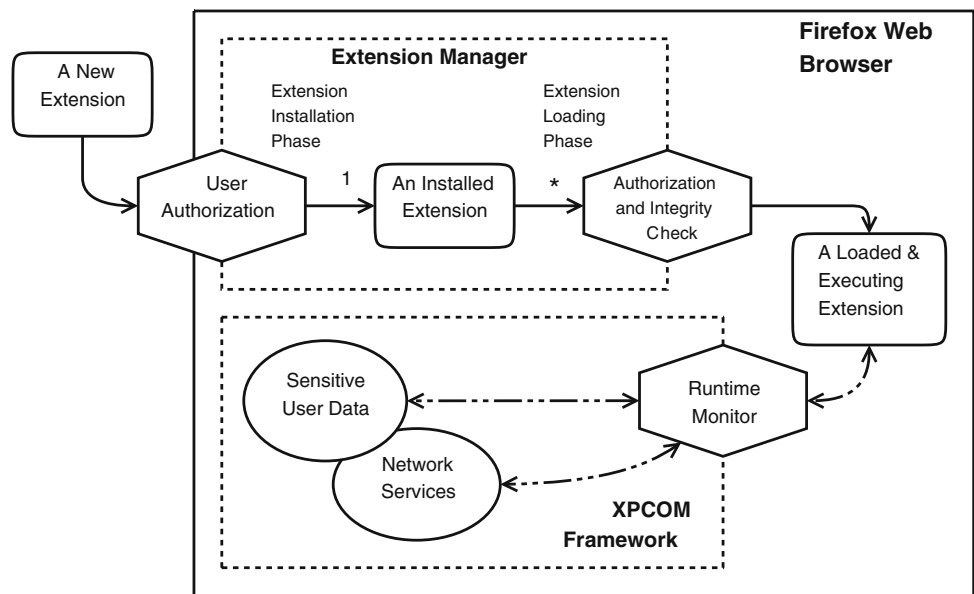 Firefox Web
Browser
Extension Manager
A New
Extension
Extension
Installation
Phase
Extension
Loading
Phase
User
Authorization
1
An Installed
Extension
*
Authorization
and Integrity
Check
A Loaded &
Executing
Extension
Sensitive
User Data
Runtime
Monitor
Network
Services
XPCOM
Framework